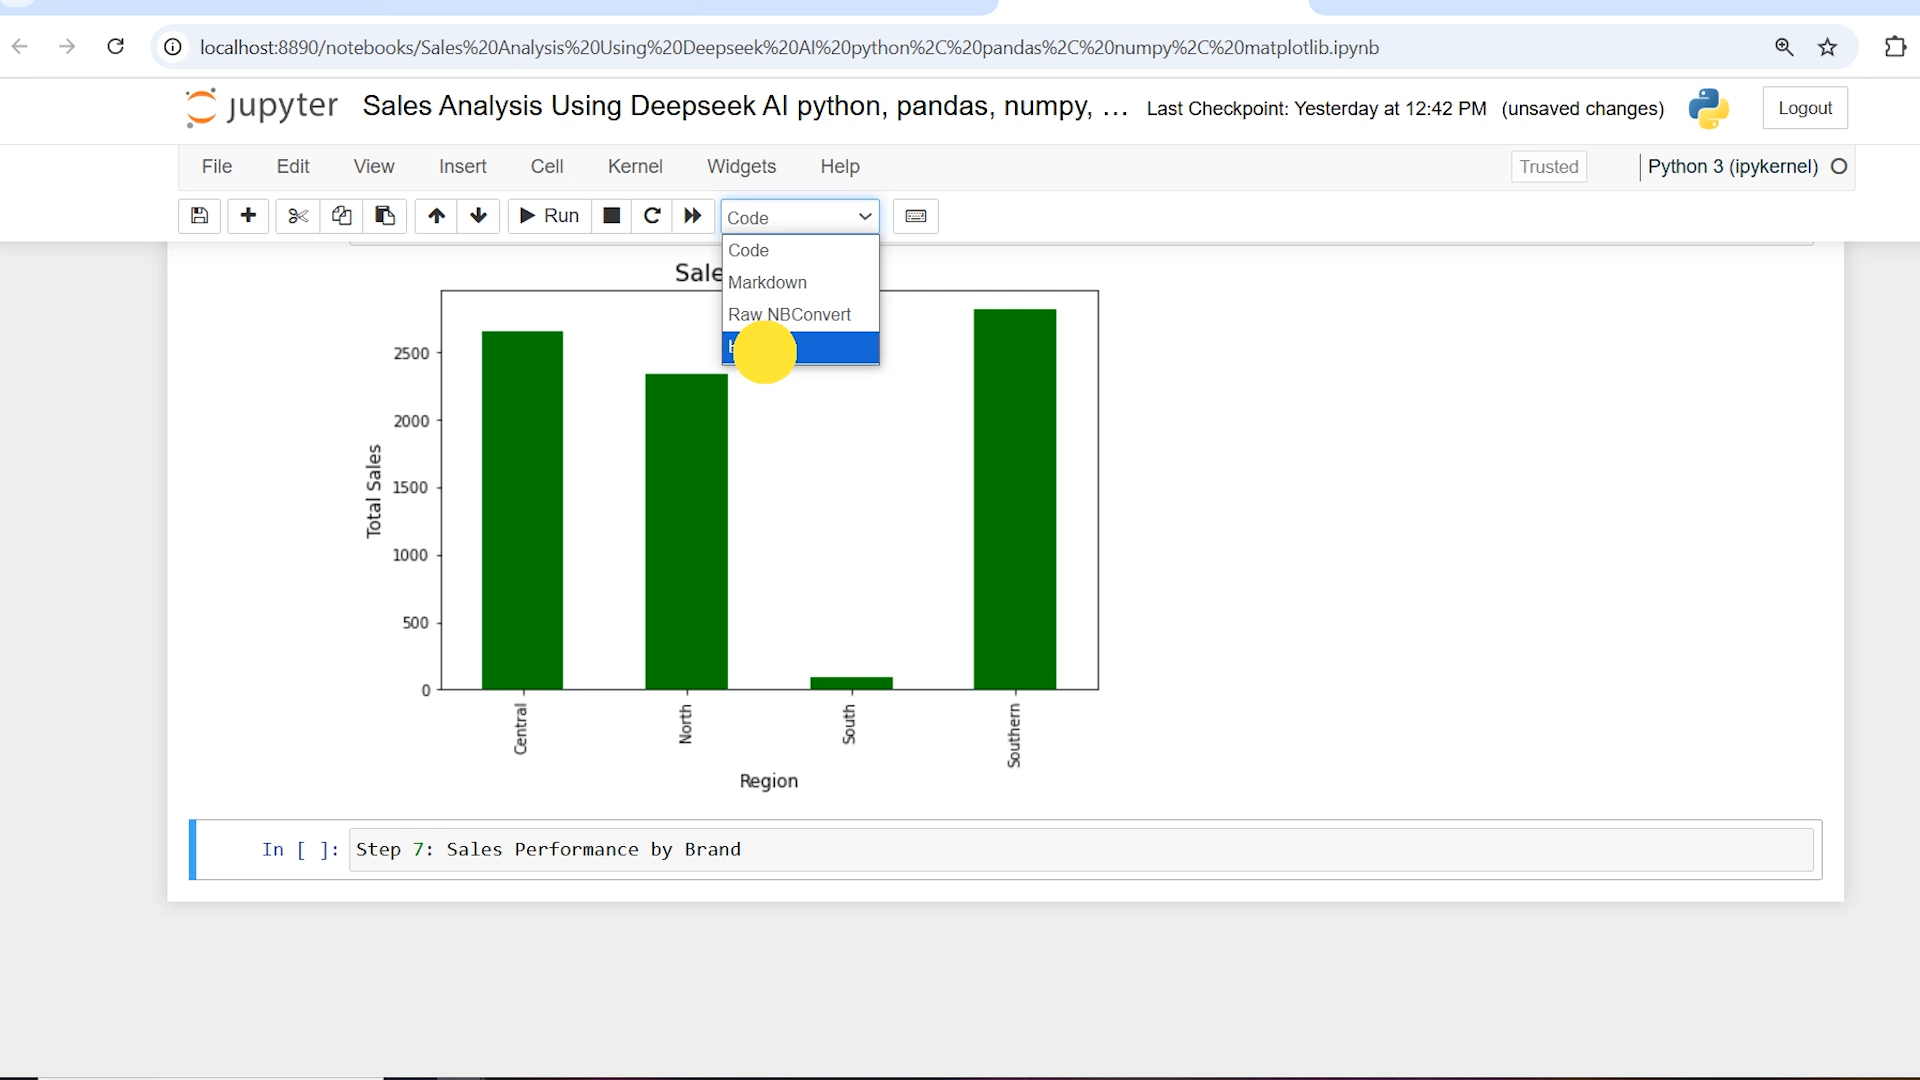 localhost:8890/notebooks/Sales%20Analysis%20Using%20Deepseek%20AI%20python%2C%20pandas%2C%20numpy%2C%20matplotlib.ipynb
jupyter Sales Analysis Using Deepseek AI python, pandas, numpy, ... Last Checkpoint: Yesterday at 12:42 PM (unsaved changes) Logout
File Edit View Insert Cell Kernel Widgets Help Trusted Python 3 (ipykernel)
Run Code
Code
Markdown
Raw NBConvert
2500
2000
1500
1000
500
0
Total Sales
Central North South Southern
Region
In [ ]: Step 7: Sales Performance by Brand